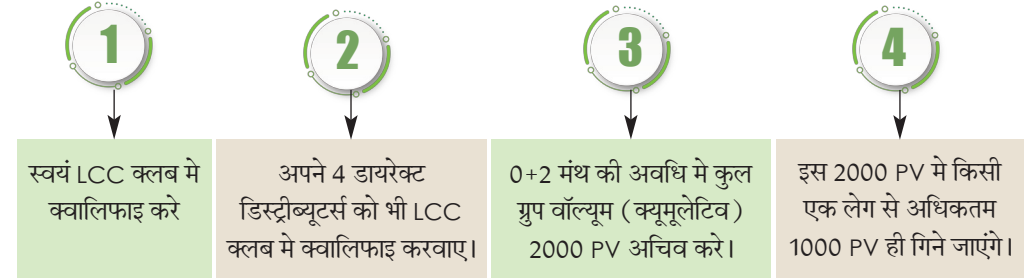 1
स्वयं LCC क्लब मे
क्वालिफाइ करे
2
अपने 4 डायरेक्ट
डिस्ट्रीब्यूटर्स को भी LCC
क्लब मे क्वालिफाइ करवाए।
3
0+2 मंथ की अवधि मे कुल
ग्रुप वॉल्यूम (क्यूमूलेटिव)
2000 PV अचिव करे।
4
इस 2000 PV मे किसी
एक लेग से अधिकतम
1000 PV ही गिने जाएंगे।